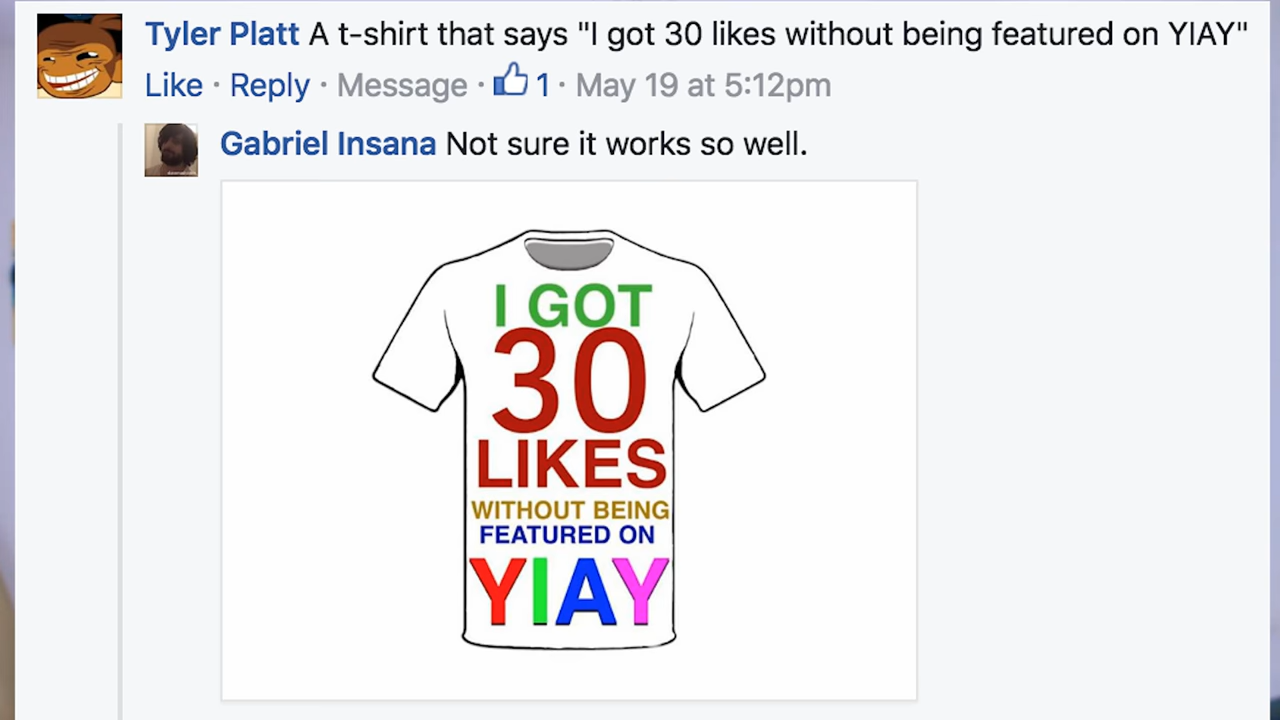 Tyler Platt A t-shirt that says "I got 30 likes without being featured on YIAY"
Like · Reply · Message · 1 · May 19 at 5:12pm
Gabriel Insana Not sure it works so well.
I GOT
30
LIKES
WITHOUT BEING
FEATURED ON
YIAY